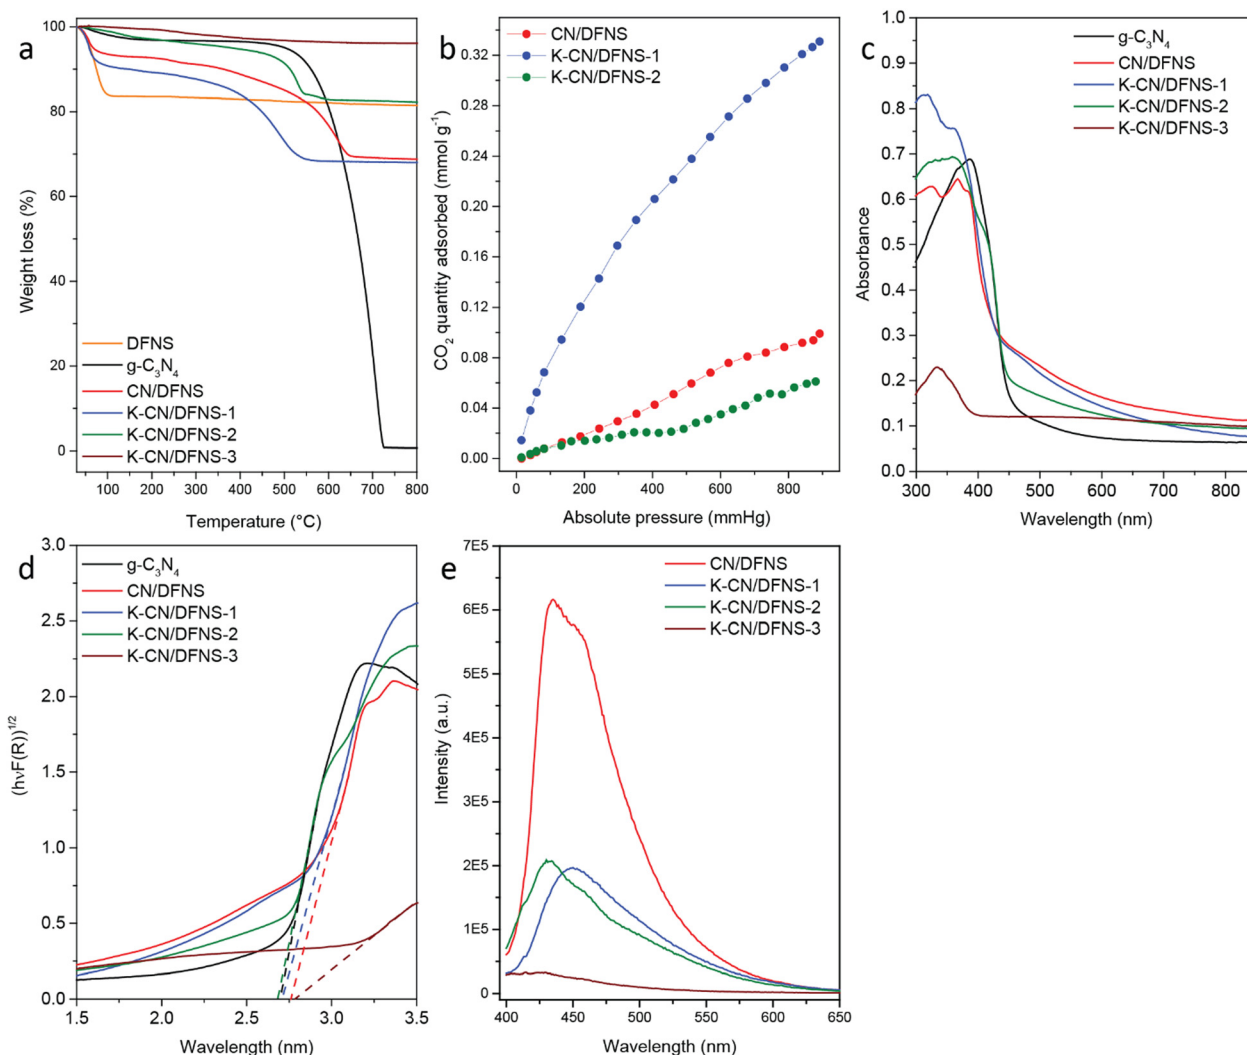 a
Weight loss (%)
100
80
60
40
20
0
DFNS
g-C₃N₄
CN/DFNS
K-CN/DFNS-1
K-CN/DFNS-2
K-CN/DFNS-3
100 200 300 400 500 600 700 800
Temperature (°C)
b
CO₂ quantity adsorbed (mmol g⁻¹)
0.32
0.28
0.24
0.20
0.16
0.12
0.08
0.04
0.00
CN/DFNS
K-CN/DFNS-1
K-CN/DFNS-2
0 200 400 600 800
Absolute pressure (mmHg)
c
Absorbance
1.0
0.9
0.8
0.7
0.6
0.5
0.4
0.3
0.2
0.1
0.0
g-C₃N₄
CN/DFNS
K-CN/DFNS-1
K-CN/DFNS-2
K-CN/DFNS-3
300 400 500 600 700 800
Wavelength (nm)
d
(hνF(R))¹/²
3.0
2.5
2.0
1.5
1.0
0.5
0.0
g-C₃N₄
CN/DFNS
K-CN/DFNS-1
K-CN/DFNS-2
K-CN/DFNS-3
1.5 2.0 2.5 3.0 3.5
Wavelength (nm)
e
Intensity (a.u.)
7E5
6E5
5E5
4E5
3E5
2E5
1E5
0
CN/DFNS
K-CN/DFNS-1
K-CN/DFNS-2
K-CN/DFNS-3
400 450 500 550 600 650
Wavelength (nm)